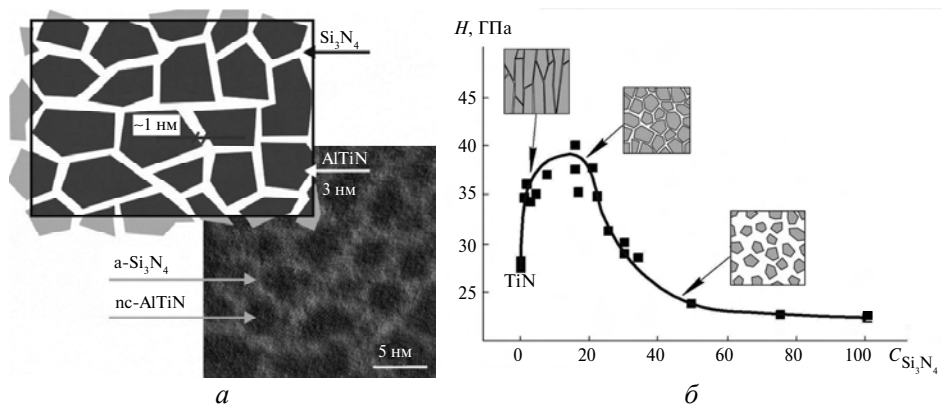 Si₃N₄
~1 нм
AlTiN
3 нм
a-Si₃N₄
nc-AlTiN
5 нм
а
H, ГПа
45
40
35
30
25
TiN
0
20
40
60
80
100
C Si₃N₄
б